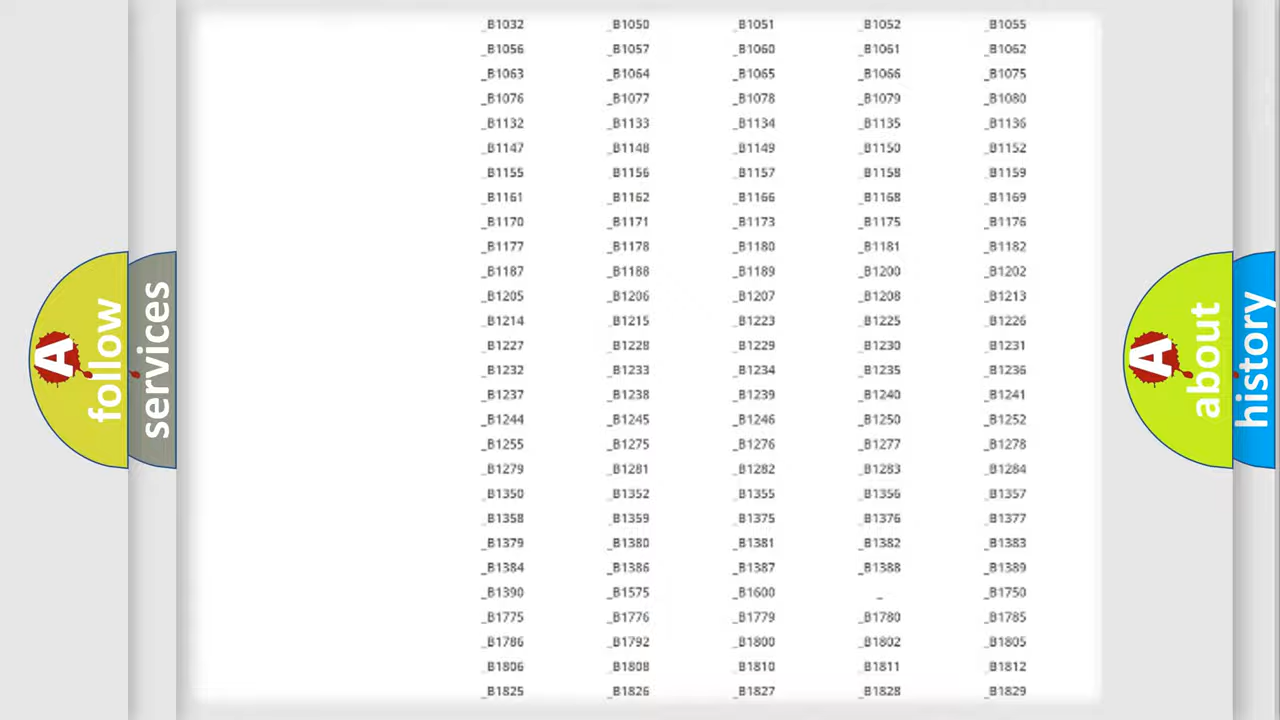 _B1032 _B1050 _B1051 _B1052 _B1055
_B1056 _B1057 _B1060 _B1061 _B1062
_B1063 _B1064 _B1065 _B1066 _B1075
_B1076 _B1077 _B1078 _B1079 _B1080
_B1132 _B1133 _B1134 _B1135 _B1136
_B1147 _B1148 _B1149 _B1150 _B1152
_B1155 _B1156 _B1157 _B1158 _B1159
_B1161 _B1162 _B1166 _B1168 _B1169
_B1170 _B1171 _B1173 _B1175 _B1176
_B1177 _B1178 _B1180 _B1181 _B1182
_B1187 _B1188 _B1189 _B1200 _B1202
_B1205 _B1206 _B1207 _B1208 _B1213
_B1214 _B1215 _B1223 _B1225 _B1226
_B1227 _B1228 _B1229 _B1230 _B1231
_B1232 _B1233 _B1234 _B1235 _B1236
_B1237 _B1238 _B1239 _B1240 _B1241
_B1244 _B1245 _B1246 _B1250 _B1252
_B1255 _B1275 _B1276 _B1277 _B1278
_B1279 _B1281 _B1282 _B1283 _B1284
_B1350 _B1352 _B1355 _B1356 _B1357
_B1358 _B1359 _B1375 _B1376 _B1377
_B1379 _B1380 _B1381 _B1382 _B1383
_B1384 _B1386 _B1387 _B1388 _B1389
_B1390 _B1575 _B1600 _ _B1750
_B1775 _B1776 _B1779 _B1780 _B1785
_B1786 _B1792 _B1800 _B1802 _B1805
_B1806 _B1808 _B1810 _B1811 _B1812
_B1825 _B1826 _B1827 _B1828 _B1829
A follow
services
A about
history